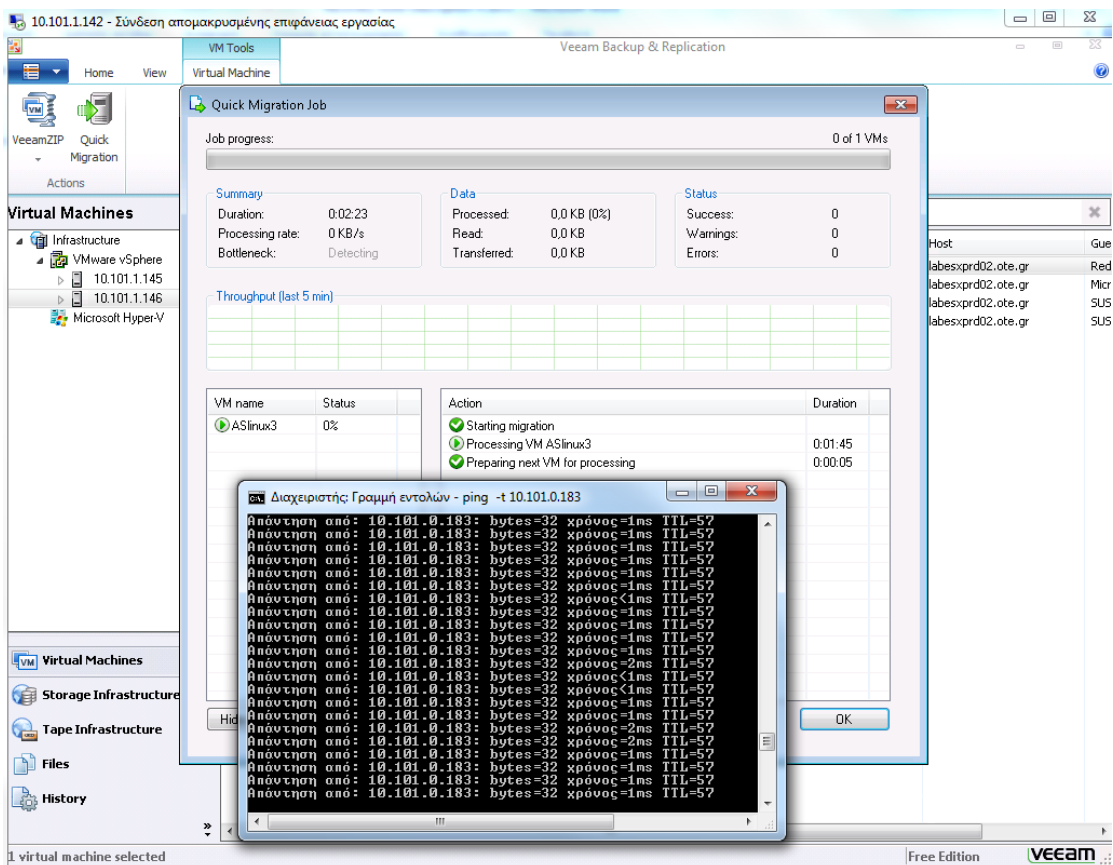 10.101.1.142 - Σύνδεση απομακρυσμένης επιφάνειας εργασίας
VM Tools
Veeam Backup & Replication
Home View Virtual Machine
VeeamZIP
Quick Migration
Actions
Virtual Machines
Infrastructure
VMware vSphere
10.101.1.145
10.101.1.146
Microsoft Hyper-V
Host Gue
labesxprd02.ote.gr Red
labesxprd02.ote.gr Micr
labesxprd02.ote.gr SUS
labesxprd02.ote.gr SUS
Quick Migration Job
Job progress: 0 of 1 VMs
Summary
Duration: 0:02:23
Processing rate: 0 KB/s
Bottleneck: Detecting
Data
Processed: 0,0 KB (0%)
Read: 0,0 KB
Transferred: 0,0 KB
Status
Success: 0
Warnings: 0
Errors: 0
Throughput (last 5 min)
VM name Status
ASlinux3 0%
Action Duration
Starting migration
Processing VM ASlinux3 0:01:45
Preparing next VM for processing 0:00:05
Hid
OK
Διαχειριστής: Γραμμή εντολών - ping -t 10.101.0.183
Απάντηση από: 10.101.0.183: bytes=32 χρόνος=1ms TTL=57
Απάντηση από: 10.101.0.183: bytes=32 χρόνος=1ms TTL=57
Απάντηση από: 10.101.0.183: bytes=32 χρόνος<1ms TTL=57
Απάντηση από: 10.101.0.183: bytes=32 χρόνος=1ms TTL=57
Απάντηση από: 10.101.0.183: bytes=32 χρόνος=1ms TTL=57
Απάντηση από: 10.101.0.183: bytes=32 χρόνος=1ms TTL=57
Απάντηση από: 10.101.0.183: bytes=32 χρόνος<1ms TTL=57
Απάντηση από: 10.101.0.183: bytes=32 χρόνος=1ms TTL=57
Απάντηση από: 10.101.0.183: bytes=32 χρόνος=1ms TTL=57
Απάντηση από: 10.101.0.183: bytes=32 χρόνος=1ms TTL=57
Απάντηση από: 10.101.0.183: bytes=32 χρόνος=1ms TTL=57
Απάντηση από: 10.101.0.183: bytes=32 χρόνος=2ms TTL=57
Απάντηση από: 10.101.0.183: bytes=32 χρόνος<1ms TTL=57
Απάντηση από: 10.101.0.183: bytes=32 χρόνος<1ms TTL=57
Απάντηση από: 10.101.0.183: bytes=32 χρόνος=1ms TTL=57
Απάντηση από: 10.101.0.183: bytes=32 χρόνος=1ms TTL=57
Απάντηση από: 10.101.0.183: bytes=32 χρόνος=2ms TTL=57
Απάντηση από: 10.101.0.183: bytes=32 χρόνος=2ms TTL=57
Απάντηση από: 10.101.0.183: bytes=32 χρόνος=1ms TTL=57
Απάντηση από: 10.101.0.183: bytes=32 χρόνος=1ms TTL=57
Απάντηση από: 10.101.0.183: bytes=32 χρόνος=1ms TTL=57
Απάντηση από: 10.101.0.183: bytes=32 χρόνος=1ms TTL=57
Virtual Machines
Storage Infrastructure
Tape Infrastructure
Files
History
1 virtual machine selected
Free Edition
veeam